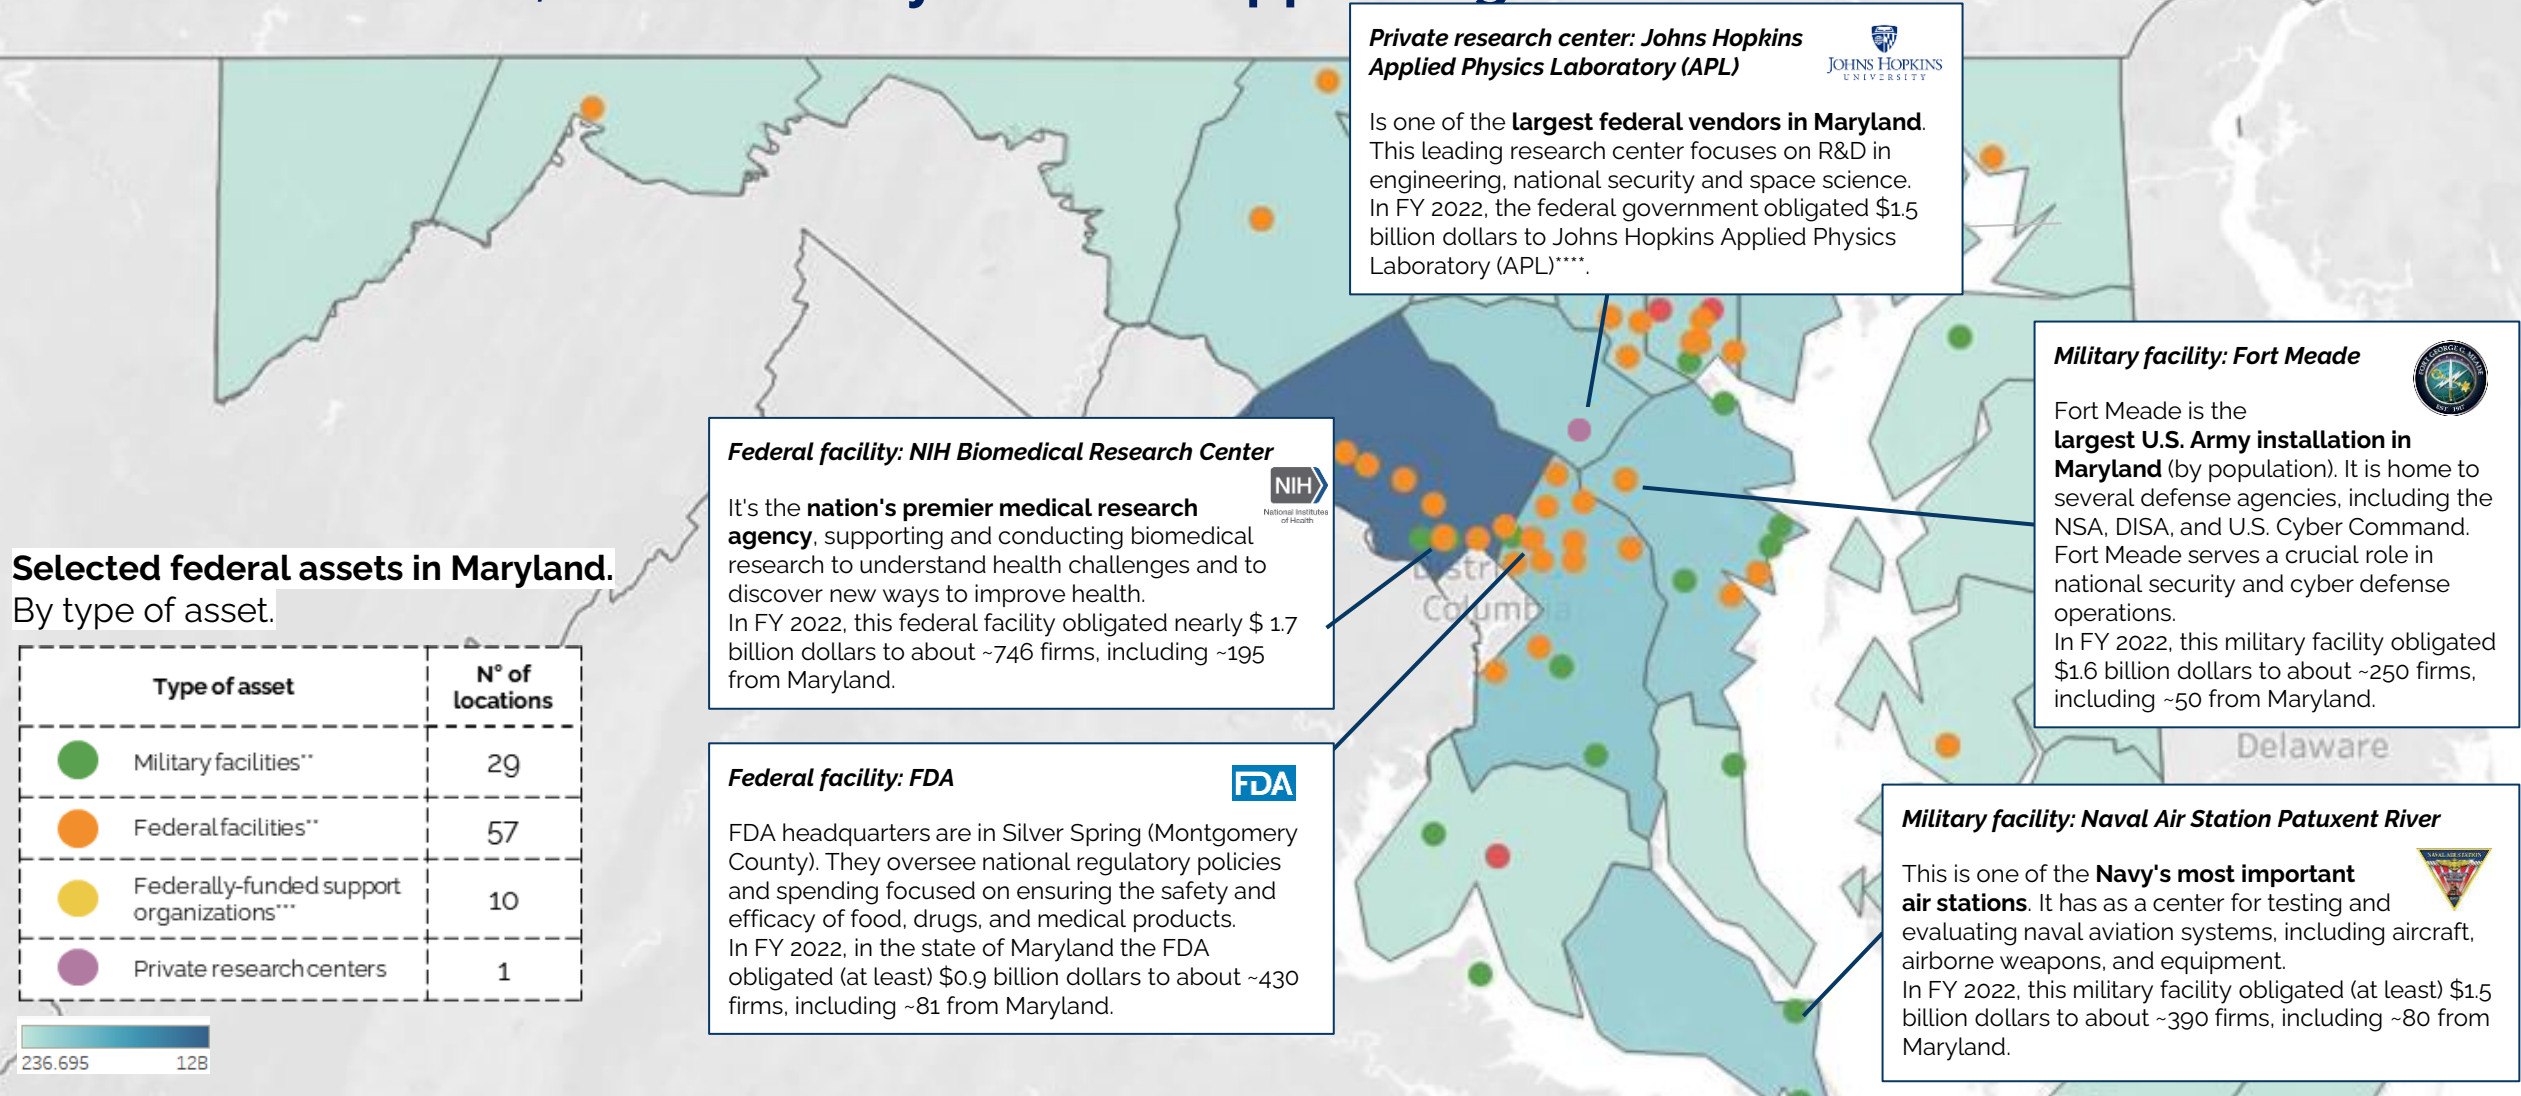 Private research center: Johns Hopkins
Applied Physics Laboratory (APL)
JOHNS HOPKINS
UNIVERSITY
Is one of the largest federal vendors in Maryland.
This leading research center focuses on R&D in
engineering, national security and space science.
In FY 2022, the federal government obligated $1.5
billion dollars to Johns Hopkins Applied Physics
Laboratory (APL)****.
Military facility: Fort Meade
FORT GEORGE G. MEADE
EST. 1917
Fort Meade is the
largest U.S. Army installation in
Maryland (by population). It is home to
several defense agencies, including the
NSA, DISA, and U.S. Cyber Command.
Fort Meade serves a crucial role in
national security and cyber defense
operations.
In FY 2022, this military facility obligated
$1.6 billion dollars to about ~250 firms,
including ~50 from Maryland.
Federal facility: NIH Biomedical Research Center
NIH
National Institutes
of Health
It's the nation's premier medical research
agency, supporting and conducting biomedical
research to understand health challenges and to
discover new ways to improve health.
In FY 2022, this federal facility obligated nearly $ 1.7
billion dollars to about ~746 firms, including ~195
from Maryland.
District
Columbia
Selected federal assets in Maryland.
By type of asset.
Type of asset
N° of
locations
Military facilities**
29
Federal facilities**
57
Federally-funded support
organizations***
10
Private research centers
1
236.695
12B
Federal facility: FDA
FDA
FDA headquarters are in Silver Spring (Montgomery
County). They oversee national regulatory policies
and spending focused on ensuring the safety and
efficacy of food, drugs, and medical products.
In FY 2022, in the state of Maryland the FDA
obligated (at least) $0.9 billion dollars to about ~430
firms, including ~81 from Maryland.
Delaware
Military facility: Naval Air Station Patuxent River
NAVAL AIR STATION
This is one of the Navy's most important
air stations. It has as a center for testing and
evaluating naval aviation systems, including aircraft,
airborne weapons, and equipment.
In FY 2022, this military facility obligated (at least) $1.5
billion dollars to about ~390 firms, including ~80 from
Maryland.